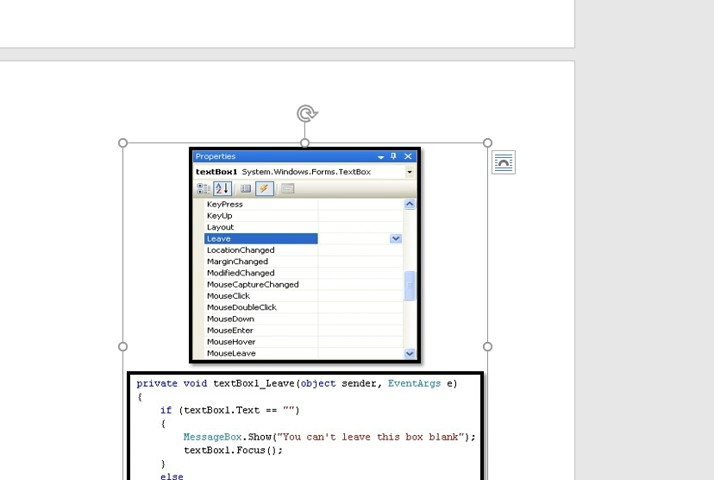 Properties
textBox1 System.Windows.Forms.TextBox
KeyPress
KeyUp
Layout
Leave
LocationChanged
MarginChanged
ModifiedChanged
MouseCaptureChanged
MouseClick
MouseDoubleClick
MouseDown
MouseEnter
MouseHover
MouseLeave
private void textBox1_Leave(object sender, EventArgs e)
{
if (textBox1.Text == "")
{
MessageBox.Show("You can't leave this box blank");
textBox1.Focus();
}
else